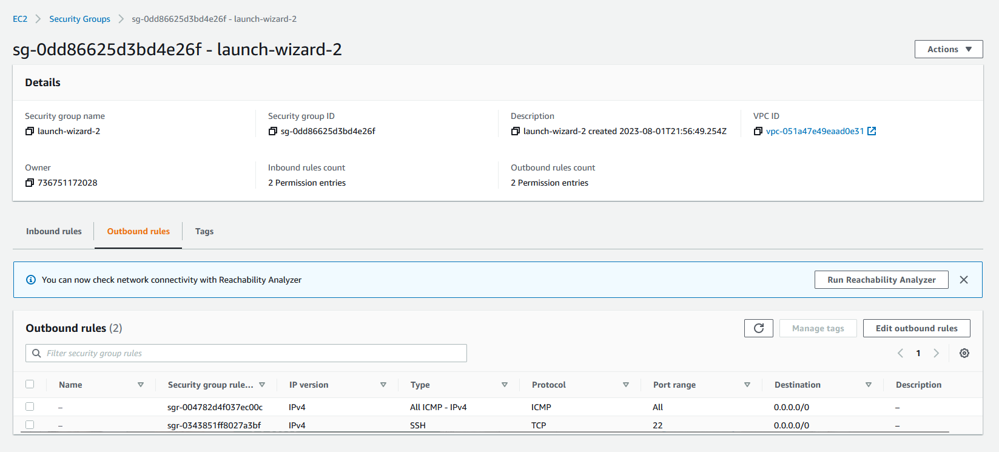 EC2 > Security Groups > sg-0dd86625d3bd4e26f - launch-wizard-2
sg-0dd86625d3bd4e26f - launch-wizard-2
Actions
Details
Security group name
launch-wizard-2
Security group ID
sg-0dd86625d3bd4e26f
Description
launch-wizard-2 created 2023-08-01T21:56:49.254Z
VPC ID
vpc-051a47e49eaad0e31
Owner
736751172028
Inbound rules count
2 Permission entries
Outbound rules count
2 Permission entries
Inbound rules Outbound rules Tags
You can now check network connectivity with Reachability Analyzer
Run Reachability Analyzer
Outbound rules (2)
Manage tags
Edit outbound rules
Filter security group rules
1
Name Security group rule... IP version Type Protocol Port range Destination Description
– sgr-004782d4f037ec00c IPv4 All ICMP - IPv4 ICMP All 0.0.0.0/0 –
– sgr-0343851ff8027a3bf IPv4 SSH TCP 22 0.0.0.0/0 –